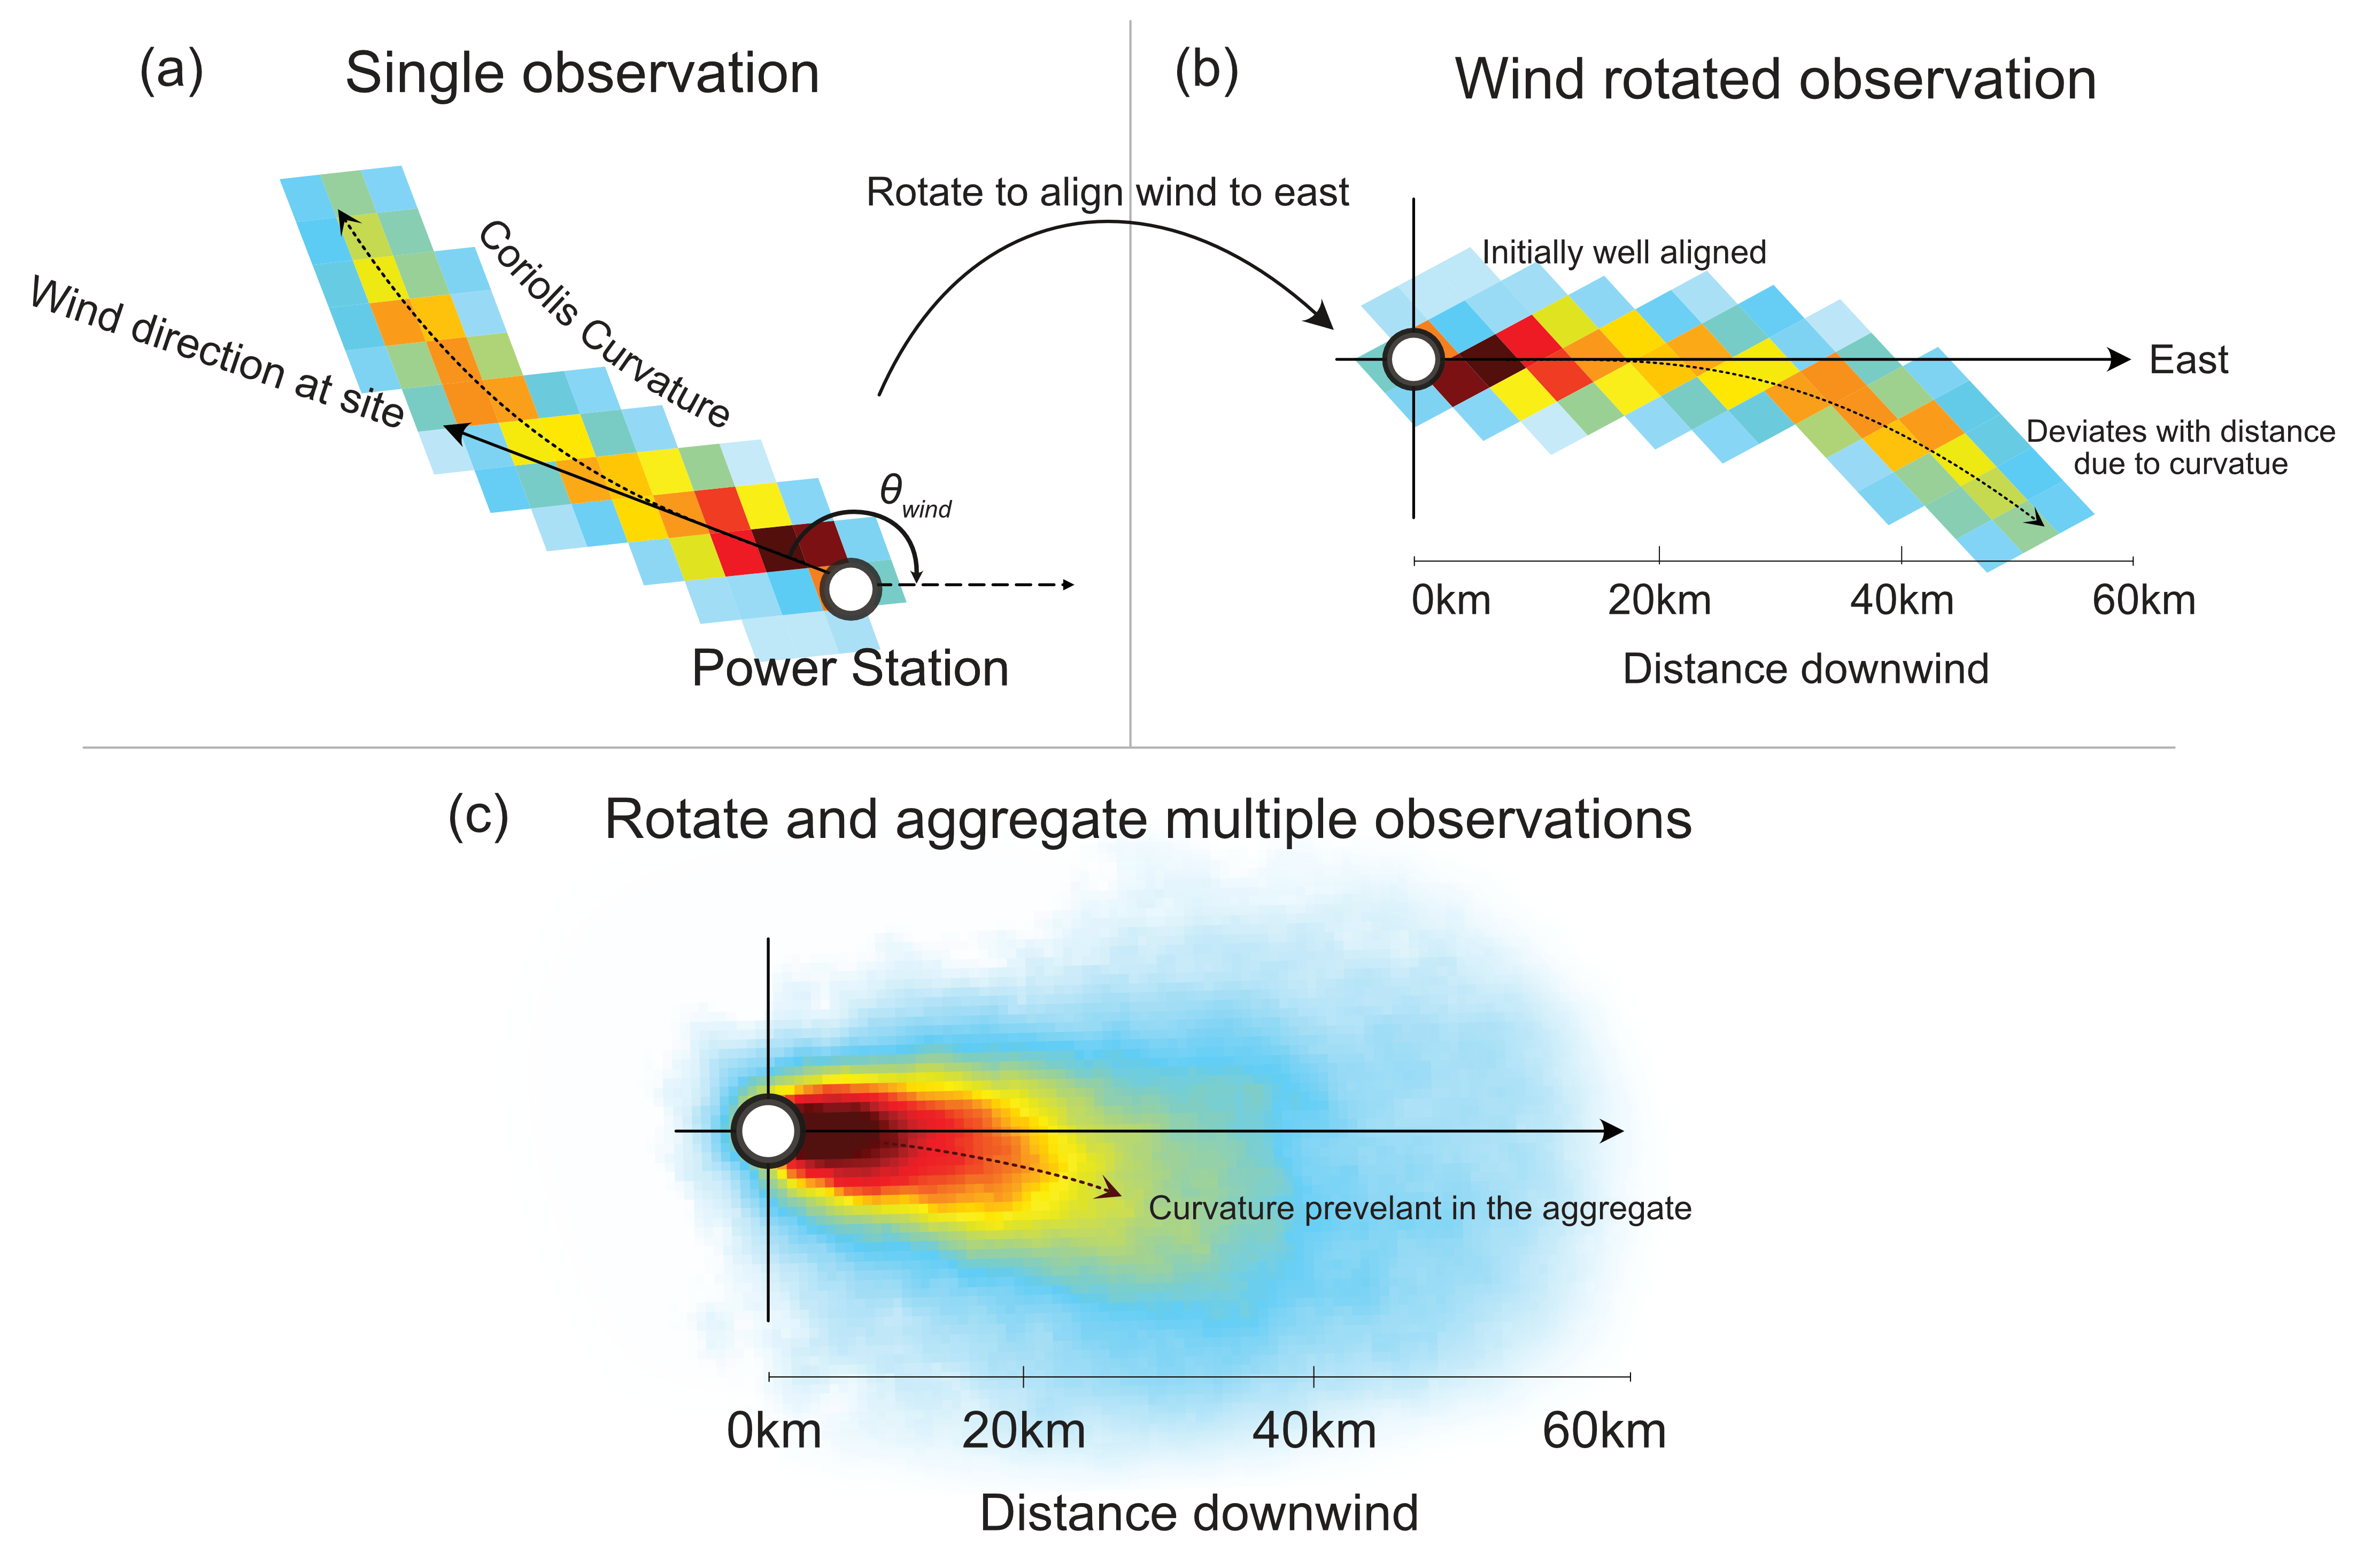 (a)
Single observation
(b)
Wind rotated observation
Rotate to align wind to east
Coriolis Curvature
Wind direction at site
θwind
Power Station
Initially well aligned
East
Deviates with distance
due to curvatue
0km
20km
40km
60km
Distance downwind
(c)
Rotate and aggregate multiple observations
Curvature prevelant in the aggregate
0km
20km
40km
60km
Distance downwind